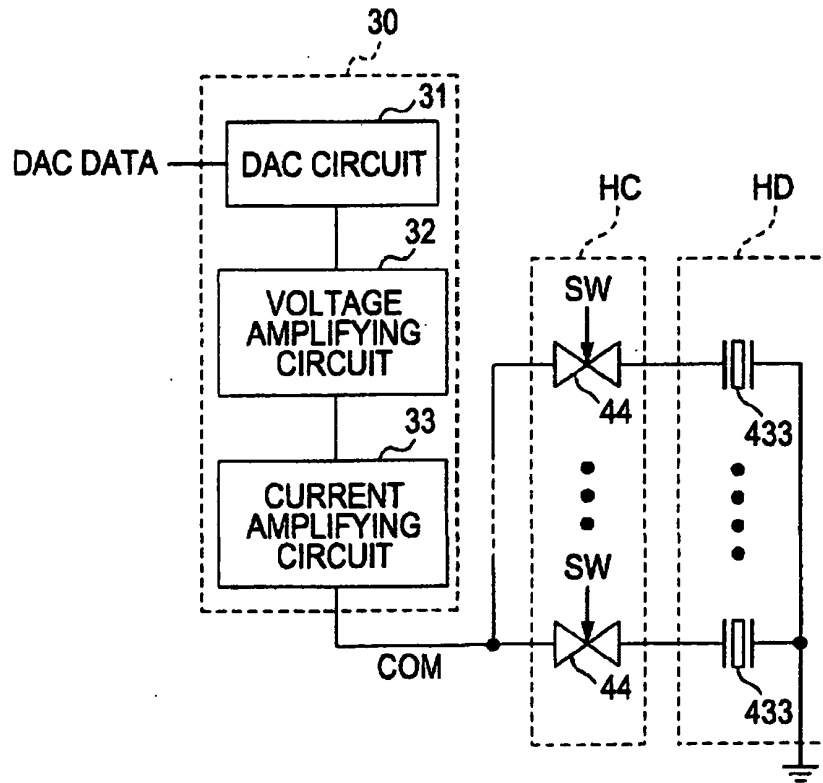 30
31
DAC DATA
DAC CIRCUIT
32
VOLTAGE
AMPLIFYING
CIRCUIT
33
CURRENT
AMPLIFYING
CIRCUIT
COM
HC
HD
SW
44
433
SW
44
433